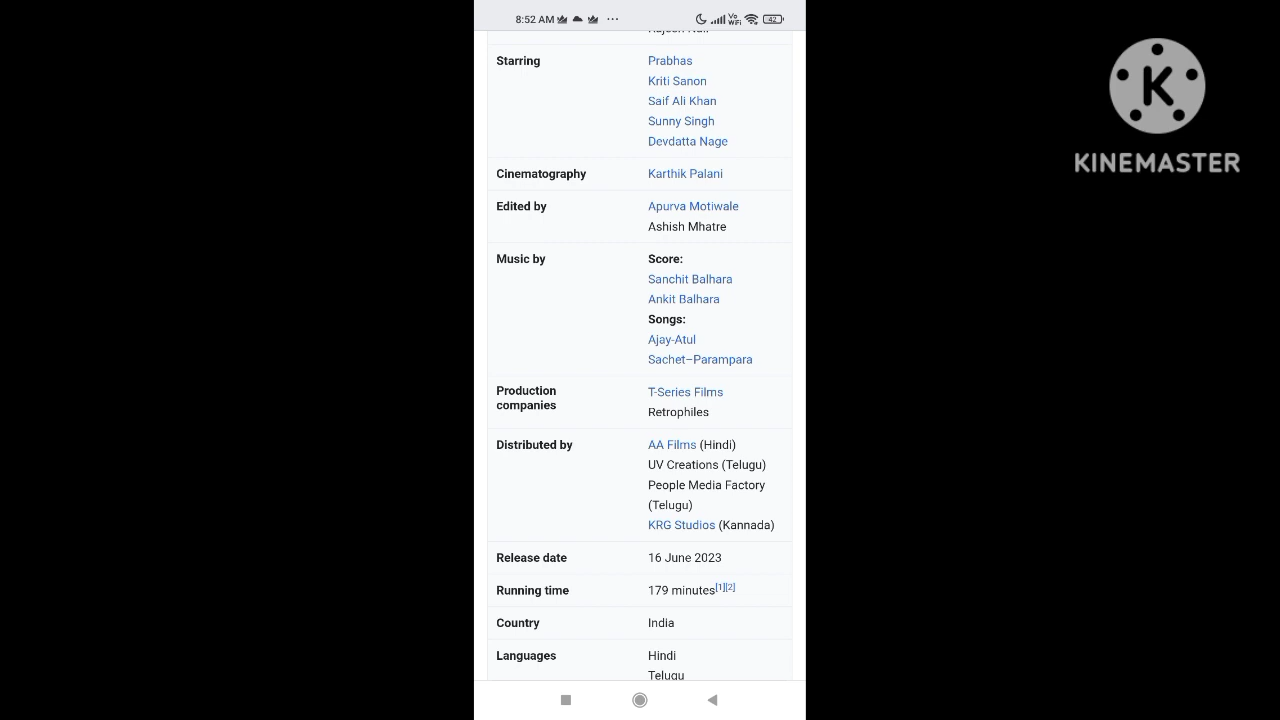 8:52 AM
Vo WiFi
42
Starring
Prabhas
Kriti Sanon
Saif Ali Khan
Sunny Singh
Devdatta Nage
Cinematography
Karthik Palani
Edited by
Apurva Motiwale
Ashish Mhatre
Music by
Score:
Sanchit Balhara
Ankit Balhara
Songs:
Ajay-Atul
Sachet–Parampara
Production
companies
T-Series Films
Retrophiles
Distributed by
AA Films (Hindi)
UV Creations (Telugu)
People Media Factory
(Telugu)
KRG Studios (Kannada)
Release date
16 June 2023
Running time
179 minutes[1][2]
Country
India
Languages
Hindi
Telugu
K
KINEMASTER